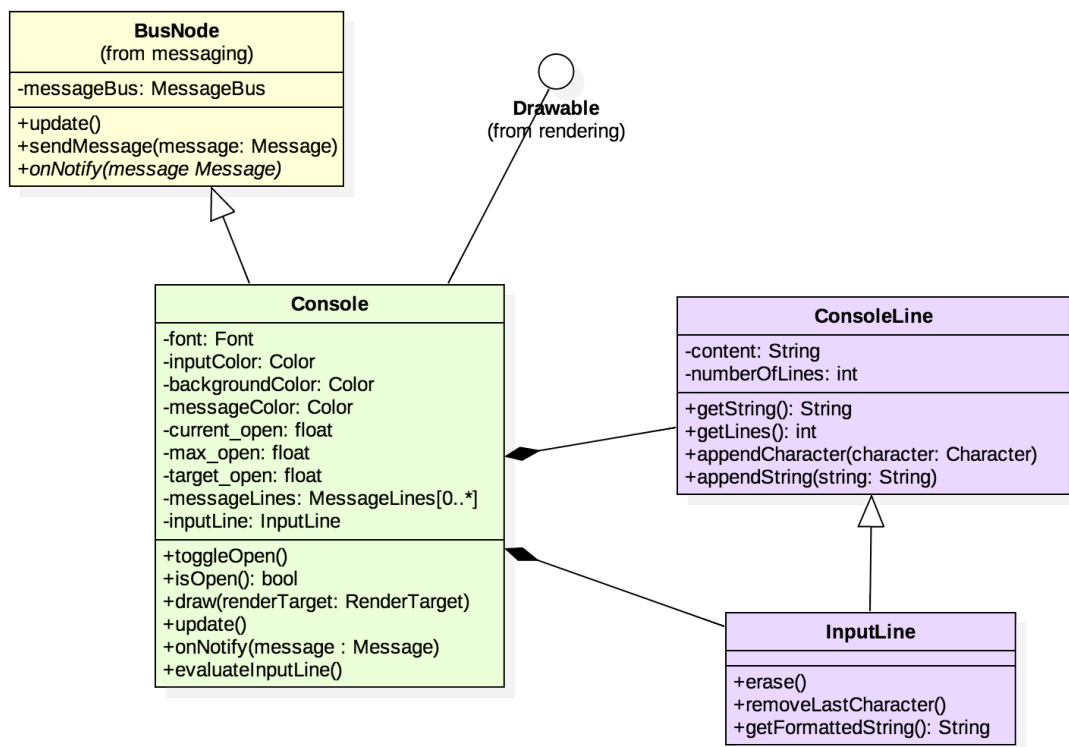 BusNode
(from messaging)
-messageBus: MessageBus
+update()
+sendMessage(message: Message)
+onNotify(message Message)
Drawable
(from rendering)
Console
-font: Font
-inputColor: Color
-backgroundColor: Color
-messageColor: Color
-current_open: float
-max_open: float
-target_open: float
-messageLines: MessageLines[0..*]
-inputLine: InputLine
+toggleOpen()
+isOpen(): bool
+draw(renderTarget: RenderTarget)
+update()
+onNotify(message : Message)
+evaluateInputLine()
ConsoleLine
-content: String
-numberOfLines: int
+getString(): String
+getLines(): int
+appendCharacter(character: Character)
+appendString(string: String)
InputLine
+erase()
+removeLastCharacter()
+getFormattedString(): String